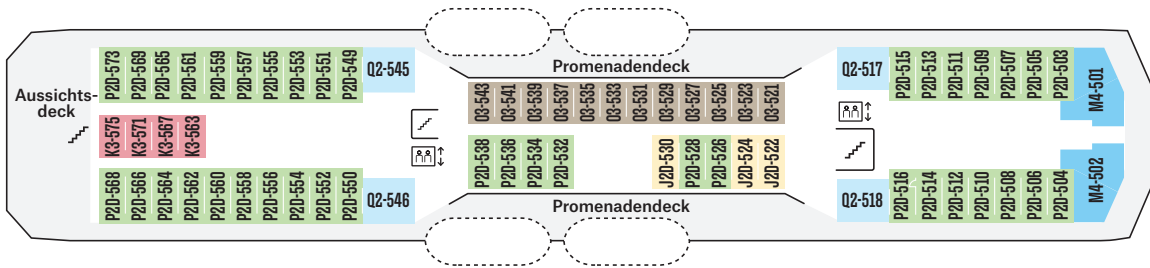 P2D-573
P2D-569
P2D-565
P2D-561
P2D-559
P2D-557
P2D-555
P2D-553
P2D-551
P2D-549
Q2-545
Promenadendeck
Q2-517
P2D-515
P2D-513
P2D-511
P2D-509
P2D-507
P2D-505
P2D-503
M4-501
Aussichts-
deck
K3-575
K3-571
K3-567
K3-563
O3-543
O3-541
O3-539
O3-537
O3-535
O3-533
O3-531
O3-529
O3-527
O3-525
O3-523
O3-521
P2D-538
P2D-536
P2D-534
P2D-532
J2D-530
P2D-528
P2D-526
J2D-524
J2D-522
P2D-568
P2D-566
P2D-564
P2D-562
P2D-560
P2D-558
P2D-556
P2D-554
P2D-552
P2D-550
Q2-546
Promenadendeck
Q2-518
P2D-516
P2D-514
P2D-512
P2D-510
P2D-508
P2D-506
P2D-504
M4-502